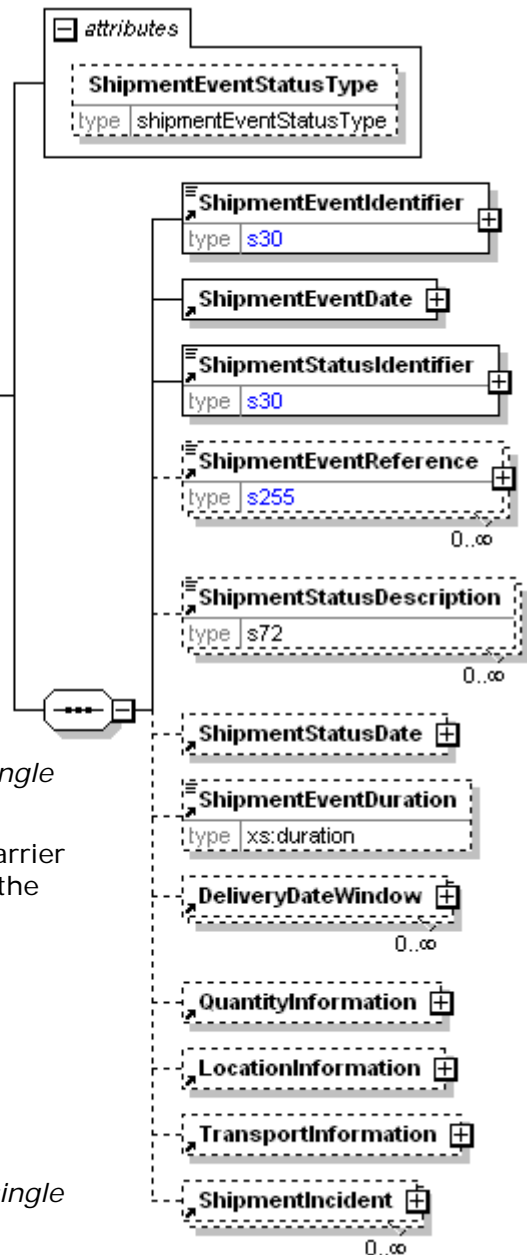 attributes
ShipmentEventStatusType
type shipmentEventStatusType
ShipmentEventIdentifier
type s30
ShipmentEventDate
ShipmentStatusIdentifier
type s30
ShipmentEventReference
type s255
0..∞
ShipmentStatusDescription
type s72
0..∞
ShipmentStatusDate
ngle
ShipmentEventDuration
type xs:duration
arrier
the
DeliveryDateWindow
0..∞
QuantityInformation
LocationInformation
TransportInformation
ingle
ShipmentIncident
0..∞